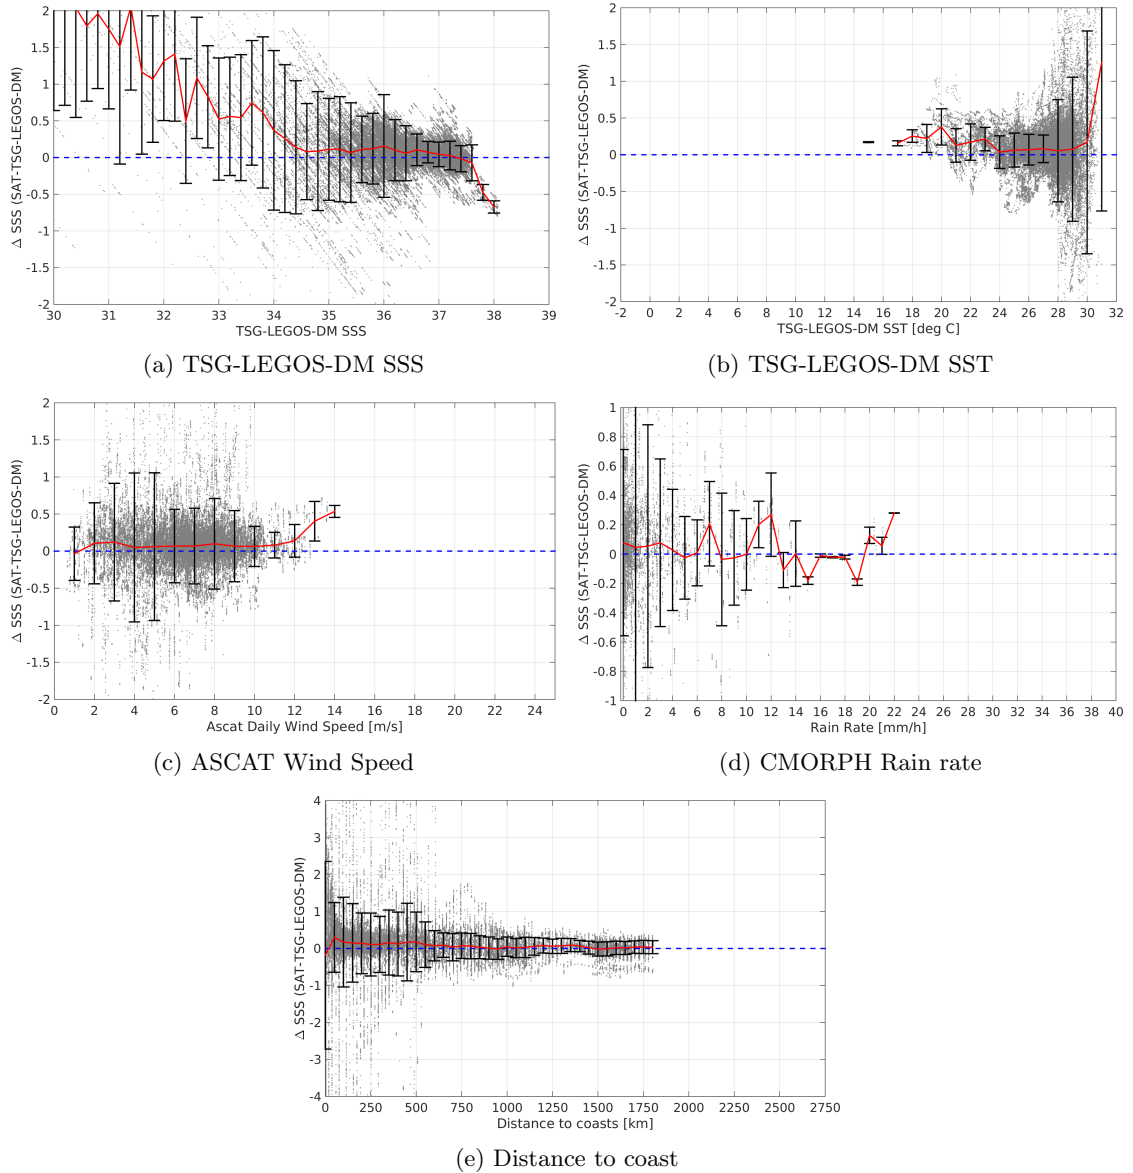 2
1.5
1
0.5
0
-0.5
-1
-1.5
-2
Δ SSS (SAT-TSG-LEGOS-DM)
30 31 32 33 34 35 36 37 38 39
TSG-LEGOS-DM SSS
(a) TSG-LEGOS-DM SSS
2
1.5
1
0.5
0
-0.5
-1
-1.5
-2
Δ SSS (SAT-TSG-LEGOS-DM)
-2 0 2 4 6 8 10 12 14 16 18 20 22 24 26 28 30 32
TSG-LEGOS-DM SST [deg C]
(b) TSG-LEGOS-DM SST
2
1.5
1
0.5
0
-0.5
-1
-1.5
-2
Δ SSS (SAT-TSG-LEGOS-DM)
0 2 4 6 8 10 12 14 16 18 20 22 24
Ascat Daily Wind Speed [m/s]
(c) ASCAT Wind Speed
1
0.8
0.6
0.4
0.2
0
-0.2
-0.4
-0.6
-0.8
-1
Δ SSS (SAT-TSG-LEGOS-DM)
0 2 4 6 8 10 12 14 16 18 20 22 24 26 28 30 32 34 36 38 40
Rain Rate [mm/h]
(d) CMORPH Rain rate
4
3
2
1
0
-1
-2
-3
-4
Δ SSS (SAT-TSG-LEGOS-DM)
0 250 500 750 1000 1250 1500 1750 2000 2250 2500 2750
Distance to coasts [km]
(e) Distance to coast